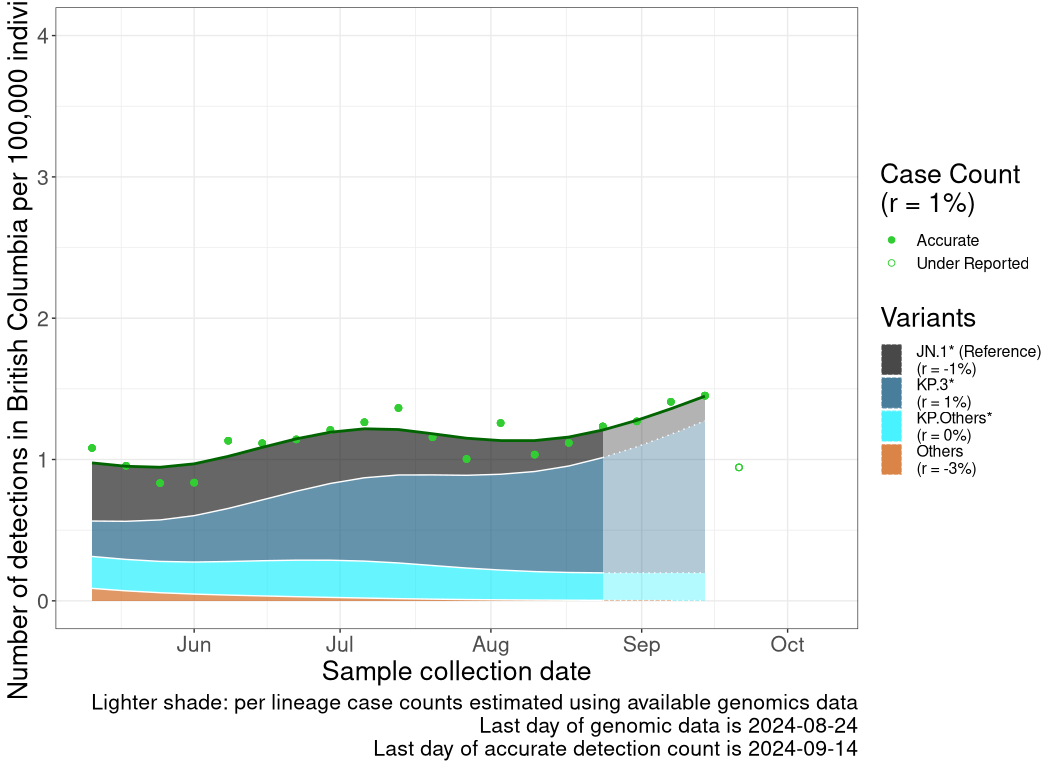 Number of detections in British Columbia per 100,000
4
3
2
1
0
Jun
Jul
Aug
Sep
Oct
Sample collection date
Lighter shade: per lineage case counts estimated using available genomics data
Last day of genomic data is 2024-08-24
Last day of accurate detection count is 2024-09-14
Case Count
(r = 1%)
Accurate
Under Reported
Variants
JN.1* (Reference)
(r = -1%)
KP.3*
(r = 1%)
KP.Others*
(r = 0%)
Others
(r = -3%)